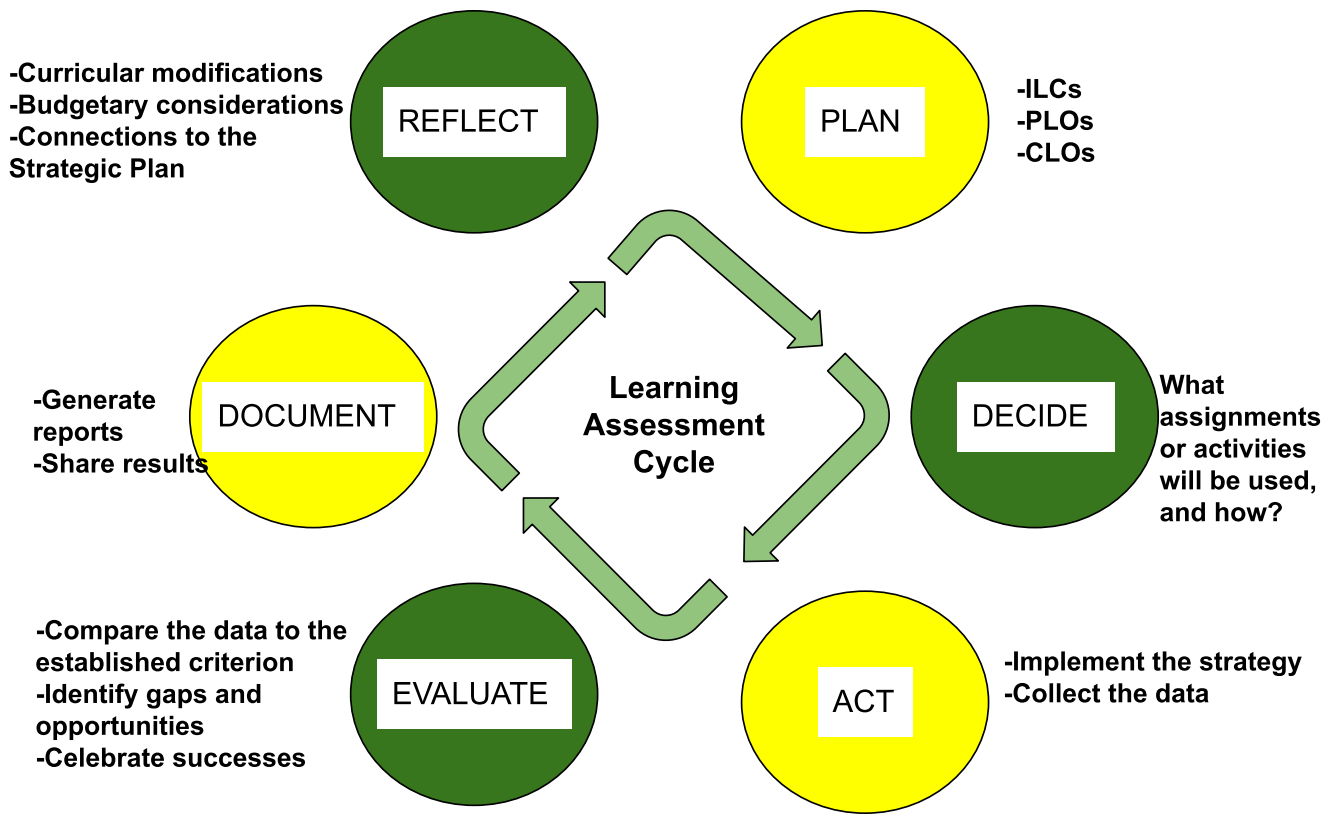 -Curricular modifications
-Budgetary considerations
-Connections to the
Strategic Plan
REFLECT
PLAN
-ILCs
-PLOs
-CLOs
-Generate
reports
-Share results
DOCUMENT
Learning
Assessment
Cycle
DECIDE
What
assignments
or activities
will be used,
and how?
-Compare the data to the
established criterion
-Identify gaps and
opportunities
-Celebrate successes
EVALUATE
ACT
-Implement the strategy
-Collect the data